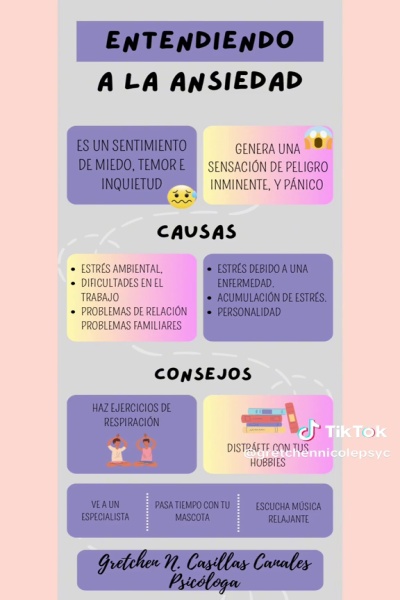 ENTENDIENDO
A LA ANSIEDAD
ES UN SENTIMIENTO
DE MIEDO, TEMOR E
INQUIETUD
GENERA UNA
SENSACIÓN DE PELIGRO
INMINENTE, Y PÁNICO
CAUSAS
• ESTRÉS AMBIENTAL,
• DIFICULTADES EN EL
TRABAJO
• PROBLEMAS DE RELACIÓN
PROBLEMAS FAMILIARES
• ESTRÉS DEBIDO A UNA
ENFERMEDAD.
• ACUMULACIÓN DE ESTRÉS.
• PERSONALIDAD
CONSEJOS
HAZ EJERCICIOS DE
RESPIRACIÓN
DISTRÁETE CON TUS
HOBBIES
TikTok
@gretchennicolepsyc
VE A UN
ESPECIALISTA
PASA TIEMPO CON TU
MASCOTA
ESCUCHA MÚSICA
RELAJANTE
Gretchen N. Casillas Canales
Psicóloga